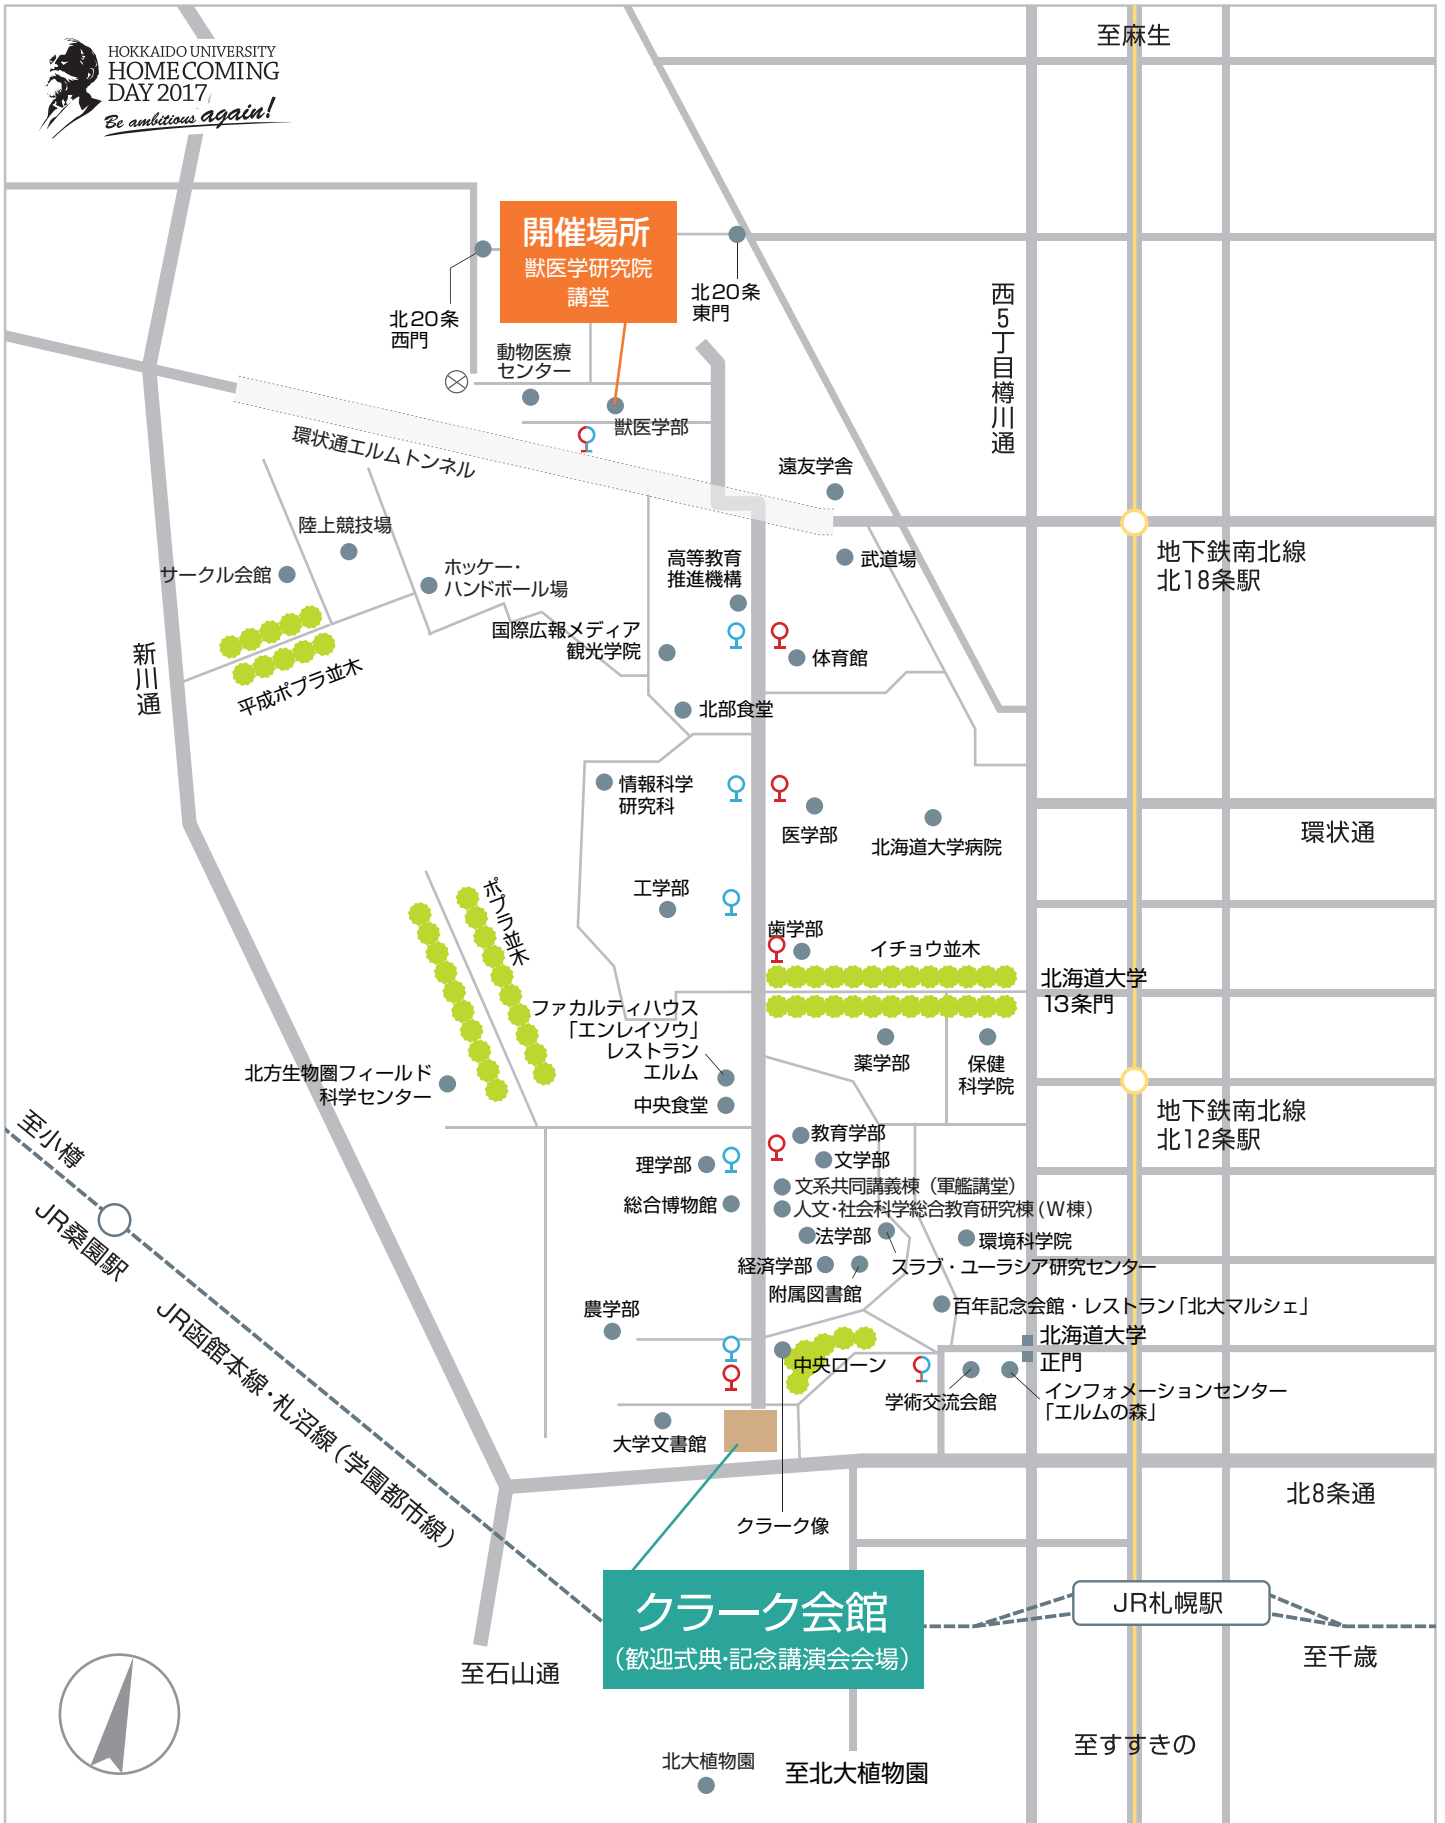 HOKKAIDO UNIVERSITY
HOMECOMING
DAY 2017
Be ambitious again!
至麻生
開催場所
獣医学研究院
講堂
北20条
西門
北20条
東門
西5丁目樽川通
動物医療
センター
獣医学部
環状通エルムトンネル
遠友学舎
陸上競技場
サークル会館
ホッケー・
ハンドボール場
高等教育
推進機構
武道場
地下鉄南北線
北18条駅
国際広報メディア
観光学院
体育館
新川通
平成ポプラ並木
北部食堂
情報科学
研究科
医学部
北海道大学病院
環状通
工学部
ポプラ並木
歯学部
イチョウ並木
北海道大学
13条門
ファカルティハウス
「エンレイソウ」
レストラン
エルム
薬学部
保健
科学院
北方生物圏フィールド
科学センター
中央食堂
地下鉄南北線
北12条駅
至小樽
教育学部
文学部
理学部
文系共同講義棟（軍艦講堂）
総合博物館
人文・社会科学総合教育研究棟(W棟)
JR桑園駅
法学部
環境科学院
経済学部
スラブ・ユーラシア研究センター
附属図書館
農学部
百年記念会館・レストラン「北大マルシェ」
JR函館本線・札沼線（学園都市線）
北海道大学
正門
中央ローン
学術交流会館
インフォメーションセンター
「エルムの森」
大学文書館
北8条通
クラーク像
クラーク会館
（歓迎式典・記念講演会会場）
JR札幌駅
至石山通
至千歳
至すすきの
北大植物園
至北大植物園